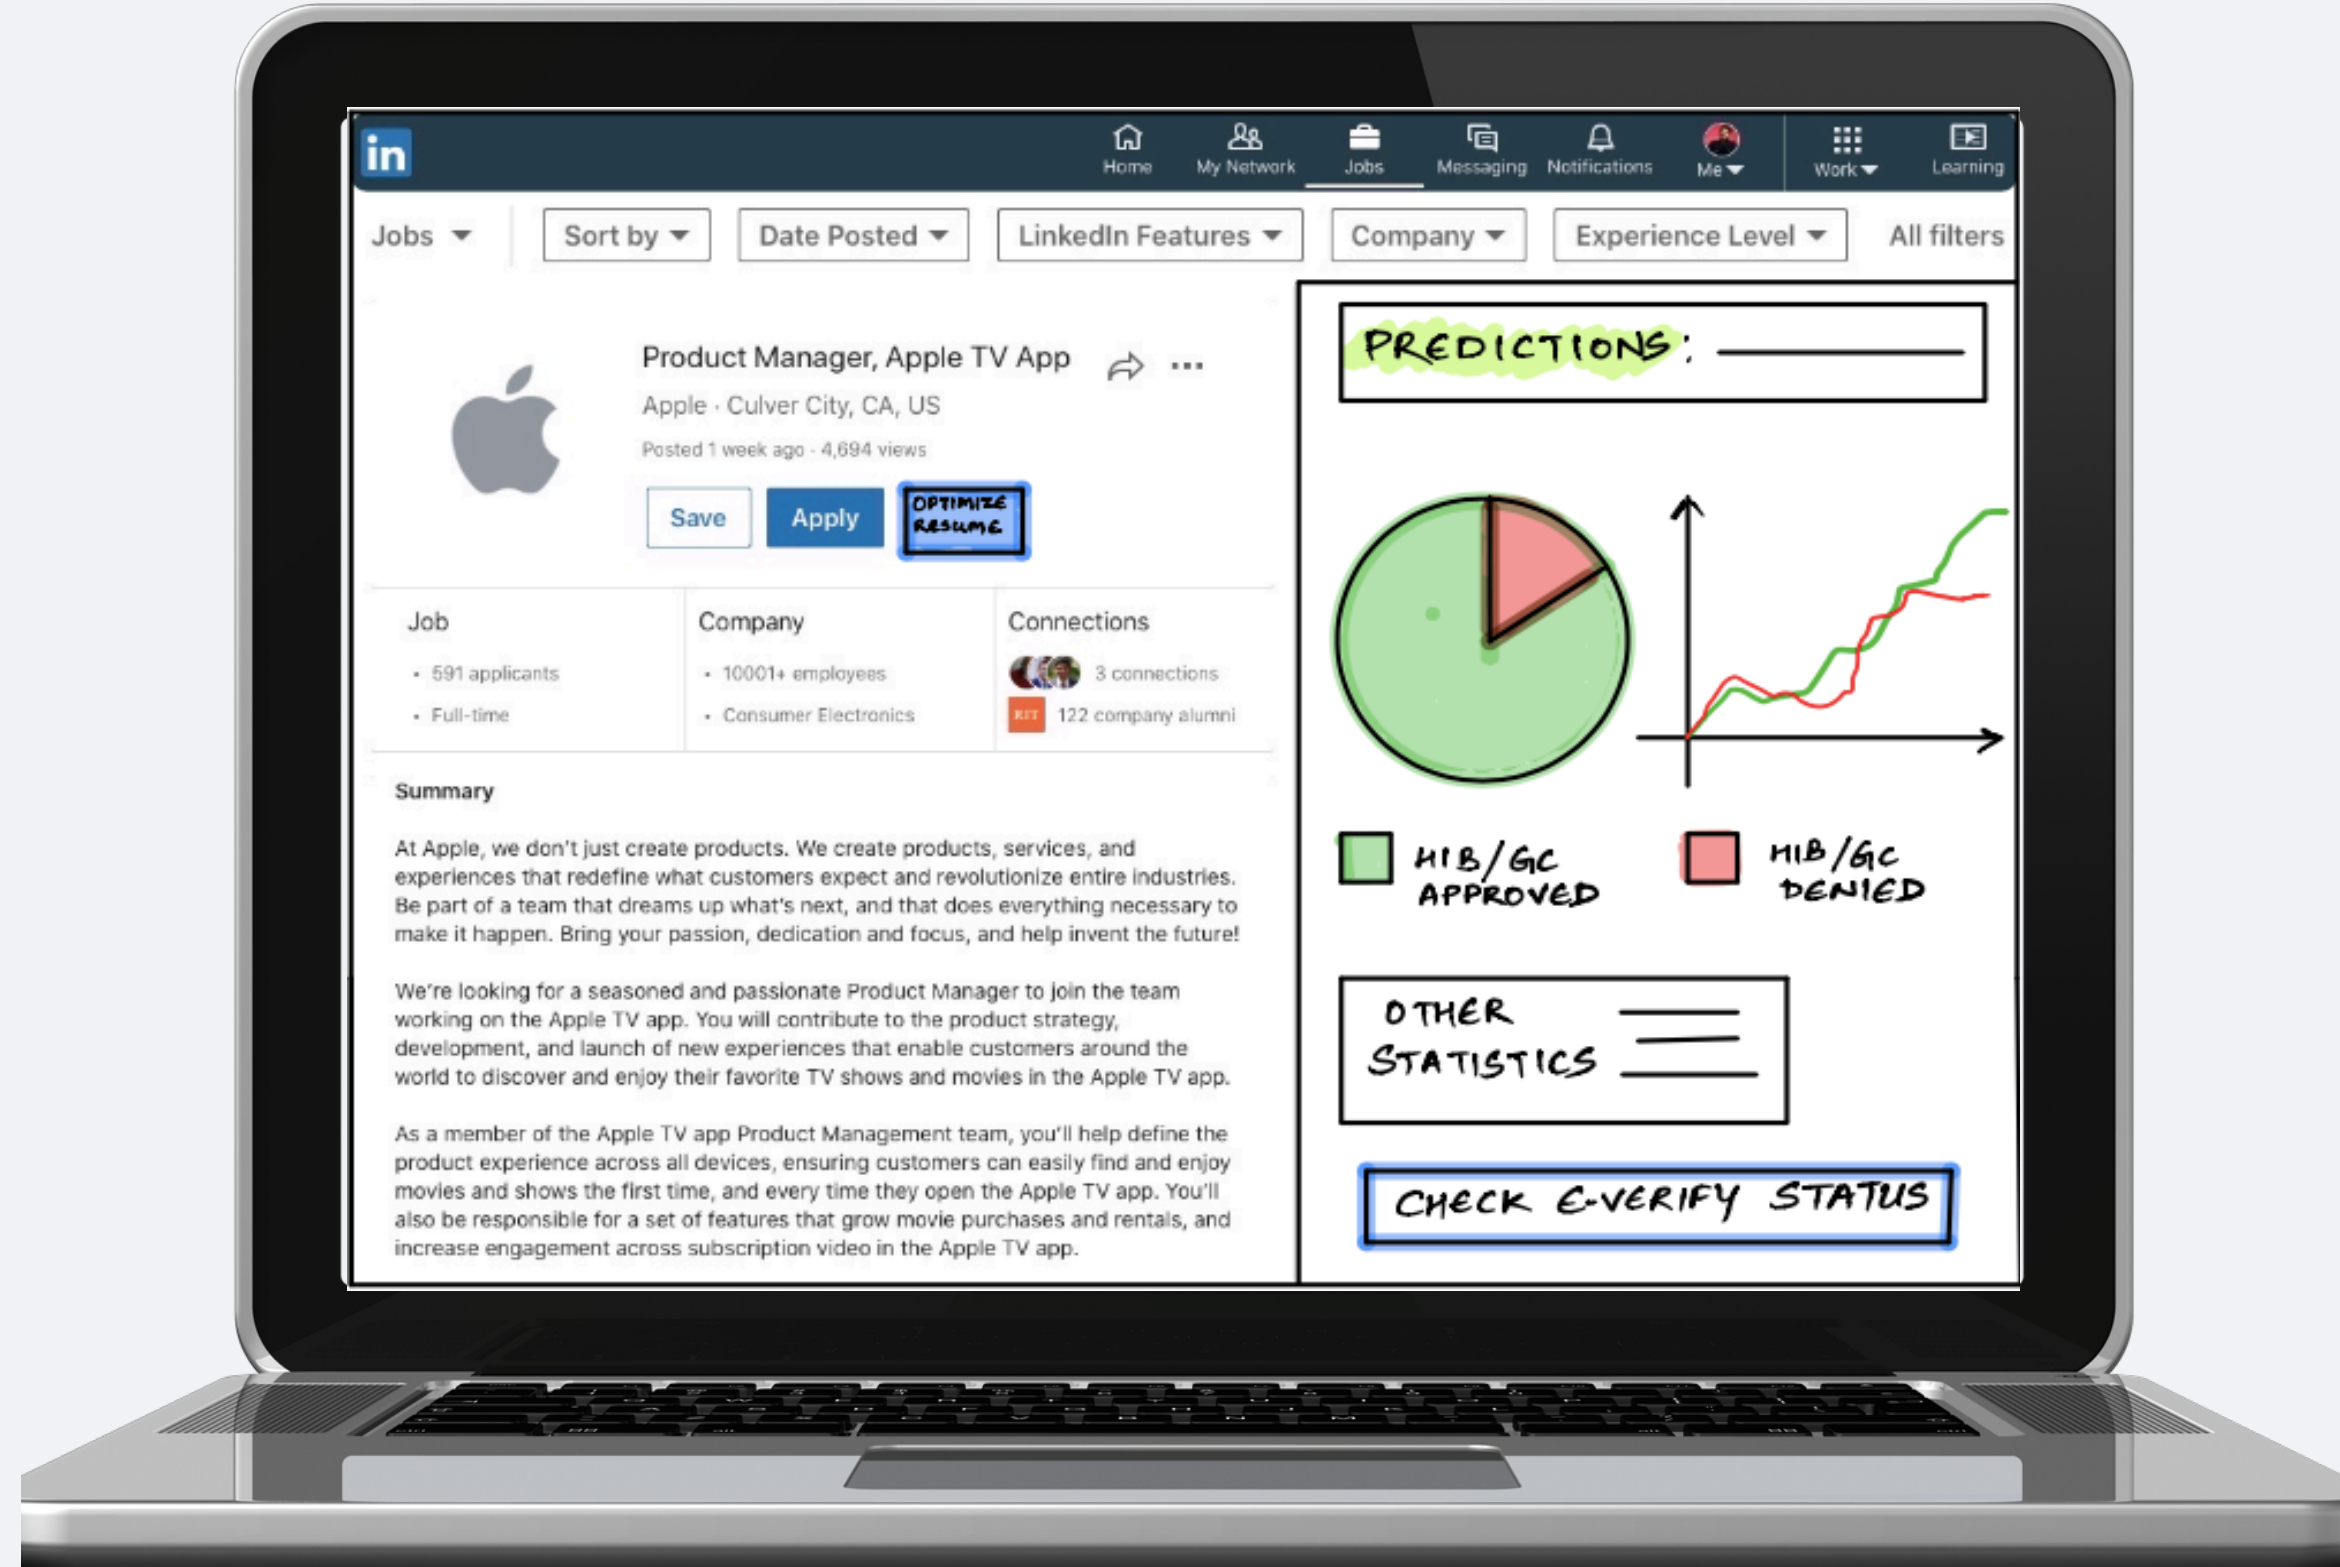 in
Home
My Network
Jobs
Messaging
Notifications
Me
Work
Learning
Jobs
Sort by
Date Posted
LinkedIn Features
Company
Experience Level
All filters
Product Manager, Apple TV App
Apple · Culver City, CA, US
Posted 1 week ago · 4,694 views
Save
Apply
OPTIMIZE
RESUME
Job
• 591 applicants
• Full-time
Company
• 10001+ employees
• Consumer Electronics
Connections
3 connections
RIT
122 company alumni
Summary
At Apple, we don't just create products. We create products, services, and
experiences that redefine what customers expect and revolutionize entire industries.
Be part of a team that dreams up what's next, and that does everything necessary to
make it happen. Bring your passion, dedication and focus, and help invent the future!
We're looking for a seasoned and passionate Product Manager to join the team
working on the Apple TV app. You will contribute to the product strategy,
development, and launch of new experiences that enable customers around the
world to discover and enjoy their favorite TV shows and movies in the Apple TV app.
As a member of the Apple TV app Product Management team, you'll help define the
product experience across all devices, ensuring customers can easily find and enjoy
movies and shows the first time, and every time they open the Apple TV app. You'll
also be responsible for a set of features that grow movie purchases and rentals, and
increase engagement across subscription video in the Apple TV app.
PREDICTIONS:
H1B/GC
APPROVED
H1B/GC
DENIED
OTHER
STATISTICS
CHECK E-VERIFY STATUS